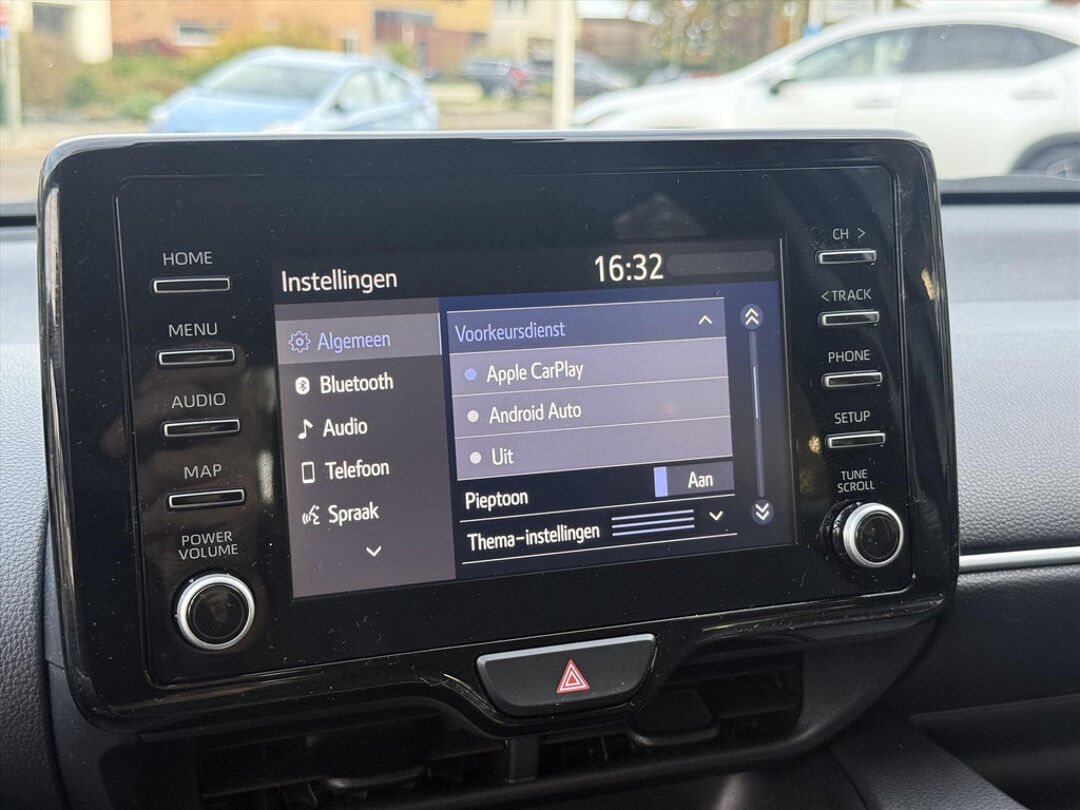 HOME
MENU
AUDIO
MAP
POWER
VOLUME
Instellingen
16:32
Algemeen
Bluetooth
Audio
Telefoon
Spraak
Voorkeursdienst
Apple CarPlay
Android Auto
Uit
Pieptoon
Aan
Thema-instellingen
CH >
< TRACK
PHONE
SETUP
TUNE
SCROLL